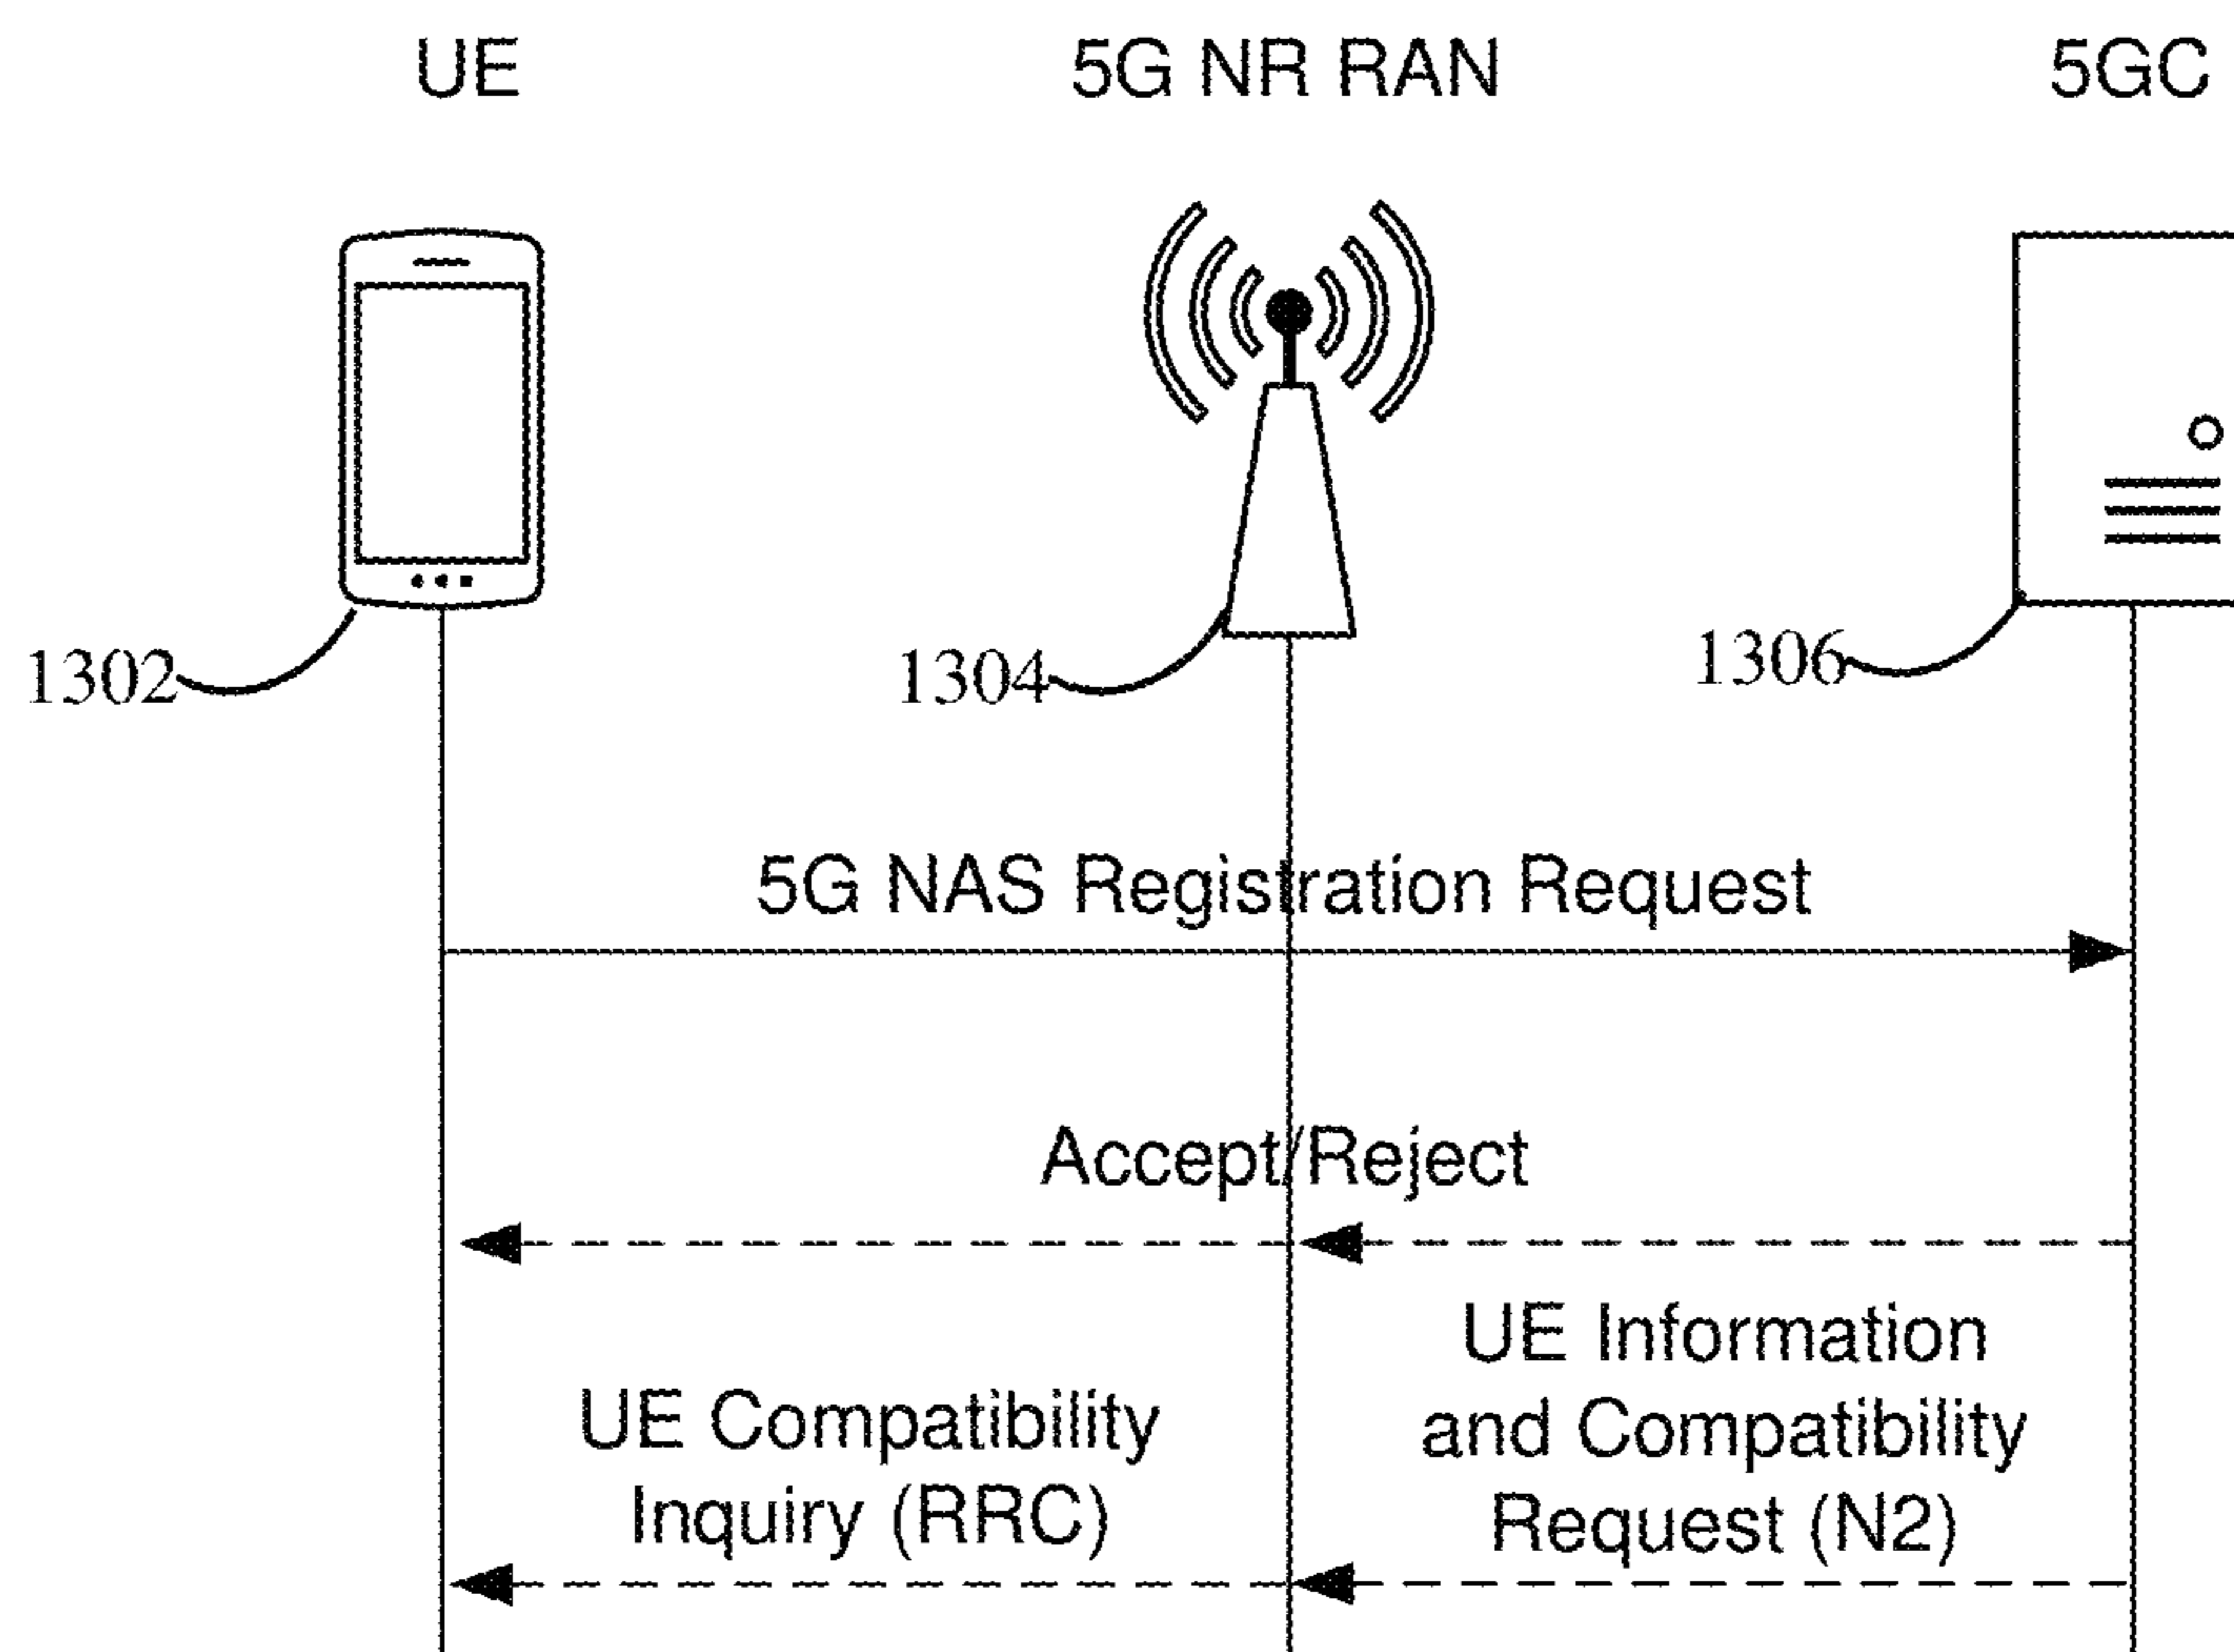 UE
5G NR RAN
5GC
1302
1304
1306
5G NAS Registration Request
Accept/Reject
UE Compatibility
Inquiry (RRC)
UE Information
and Compatibility
Request (N2)